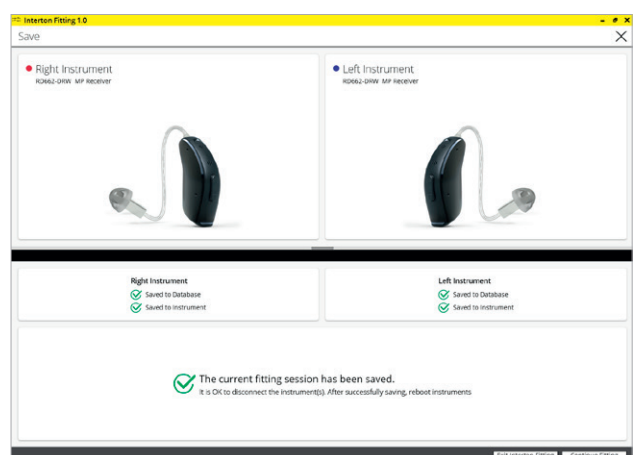 Interton Fitting 1.0
Save
Right Instrument
RD662-DRW MP Receiver
Left Instrument
RD662-DRW MP Receiver
Right Instrument
Saved to Database
Saved to Instrument
Left Instrument
Saved to Database
Saved to Instrument
The current fitting session has been saved.
It is OK to disconnect the instrument(s). After successfully saving, reboot instruments
Exit Interton Fitting
Continue Fitting